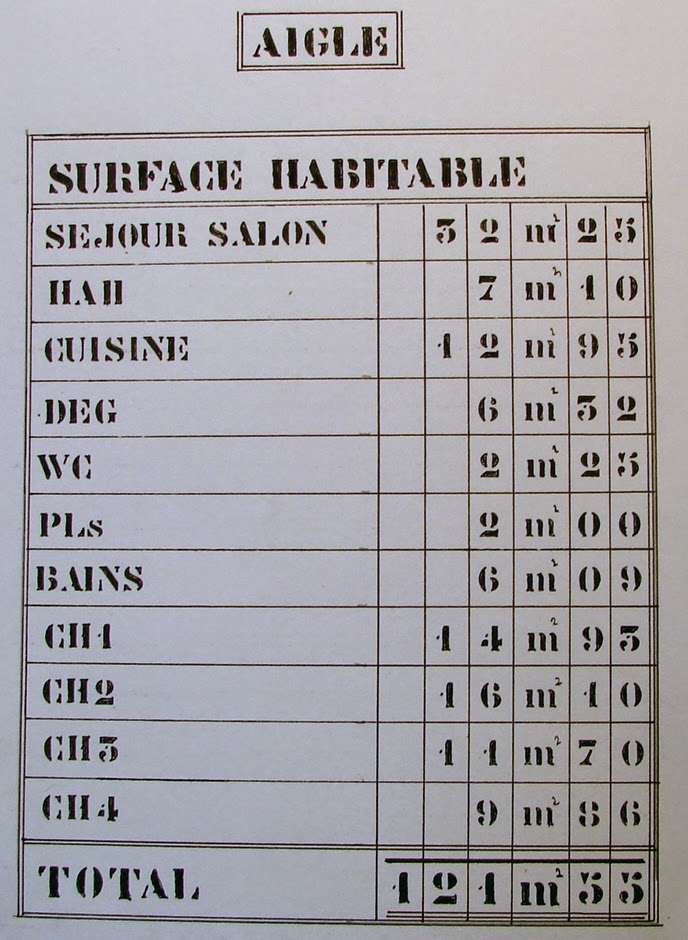 AIGLE
SURFACE HABITABLE
SEJOUR SALON 32 m² 25
HAll 7 m² 10
CUISINE 12 m² 95
DEG 6 m² 32
WC 2 m² 25
PLs 2 m² 00
BAINS 6 m² 09
CH1 14 m² 93
CH2 16 m² 10
CH3 11 m² 70
CH4 9 m² 86
TOTAL 121 m² 55